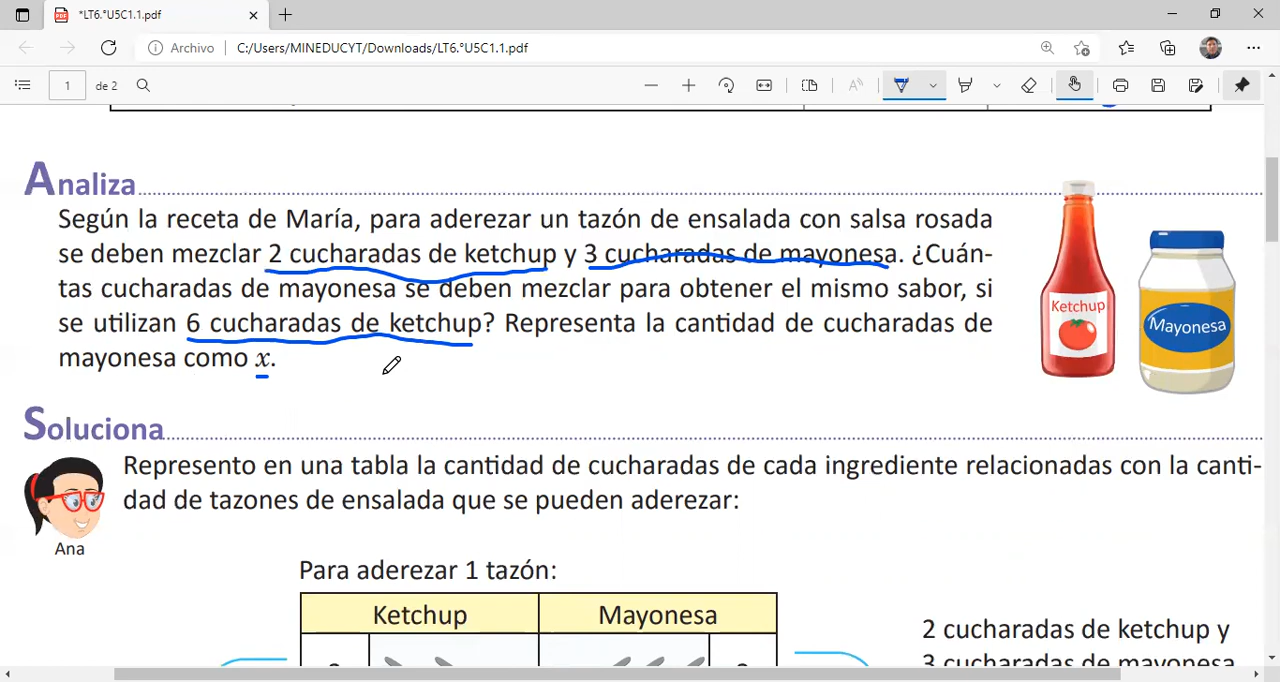 *LT6.°U5C1.1.pdf
Archivo C:/Users/MINEDUCYT/Downloads/LT6.°U5C1.1.pdf
1 de 2
Analiza
Según la receta de María, para aderezar un tazón de ensalada con salsa rosada
se deben mezclar 2 cucharadas de ketchup y 3 cucharadas de mayonesa. ¿Cuán-
tas cucharadas de mayonesa se deben mezclar para obtener el mismo sabor, si
se utilizan 6 cucharadas de ketchup? Representa la cantidad de cucharadas de
mayonesa como x.
Ketchup
Mayonesa
Soluciona
Represento en una tabla la cantidad de cucharadas de cada ingrediente relacionadas con la canti-
dad de tazones de ensalada que se pueden aderezar:
Ana
Para aderezar 1 tazón:
Ketchup Mayonesa
2 cucharadas de ketchup y
3 cucharadas de mayonesa